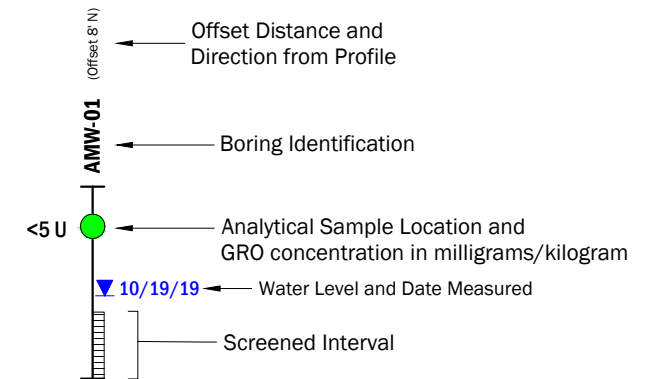 (Offset 8' N)
Offset Distance and
Direction from Profile
AMW-01
Boring Identification
<5 U
Analytical Sample Location and
GRO concentration in milligrams/kilogram
10/19/19
Water Level and Date Measured
Screened Interval